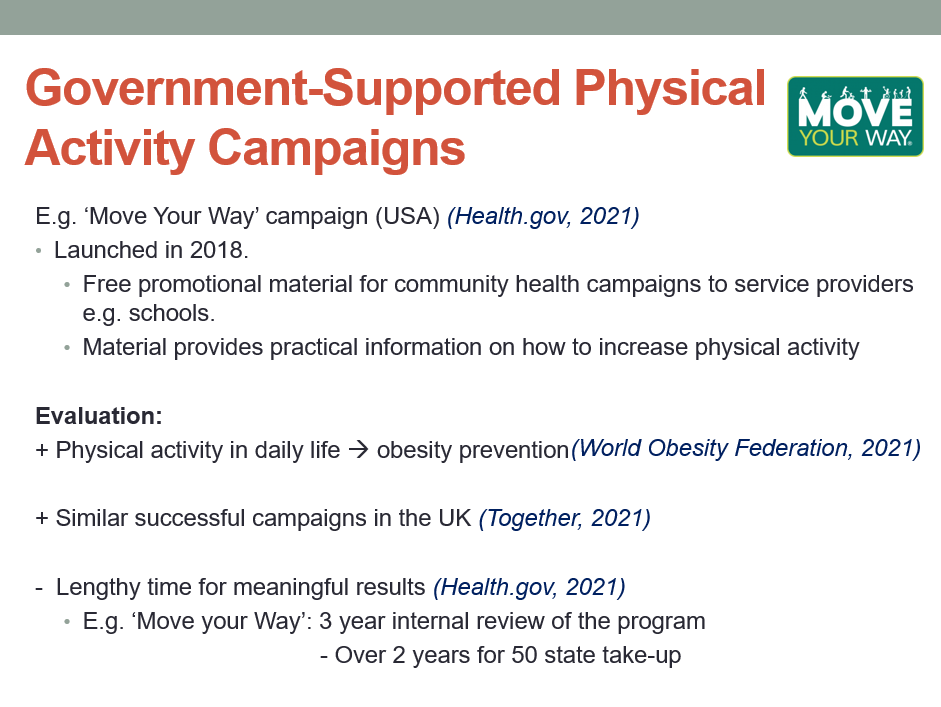 Government-Supported Physical
Activity Campaigns
MOVE
YOUR WAY®
E.g. ‘Move Your Way’ campaign (USA) (Health.gov, 2021)
• Launched in 2018.
• Free promotional material for community health campaigns to service providers
e.g. schools.
• Material provides practical information on how to increase physical activity
Evaluation:
+ Physical activity in daily life → obesity prevention(World Obesity Federation, 2021)
+ Similar successful campaigns in the UK (Together, 2021)
- Lengthy time for meaningful results (Health.gov, 2021)
• E.g. ‘Move your Way’: 3 year internal review of the program
- Over 2 years for 50 state take-up